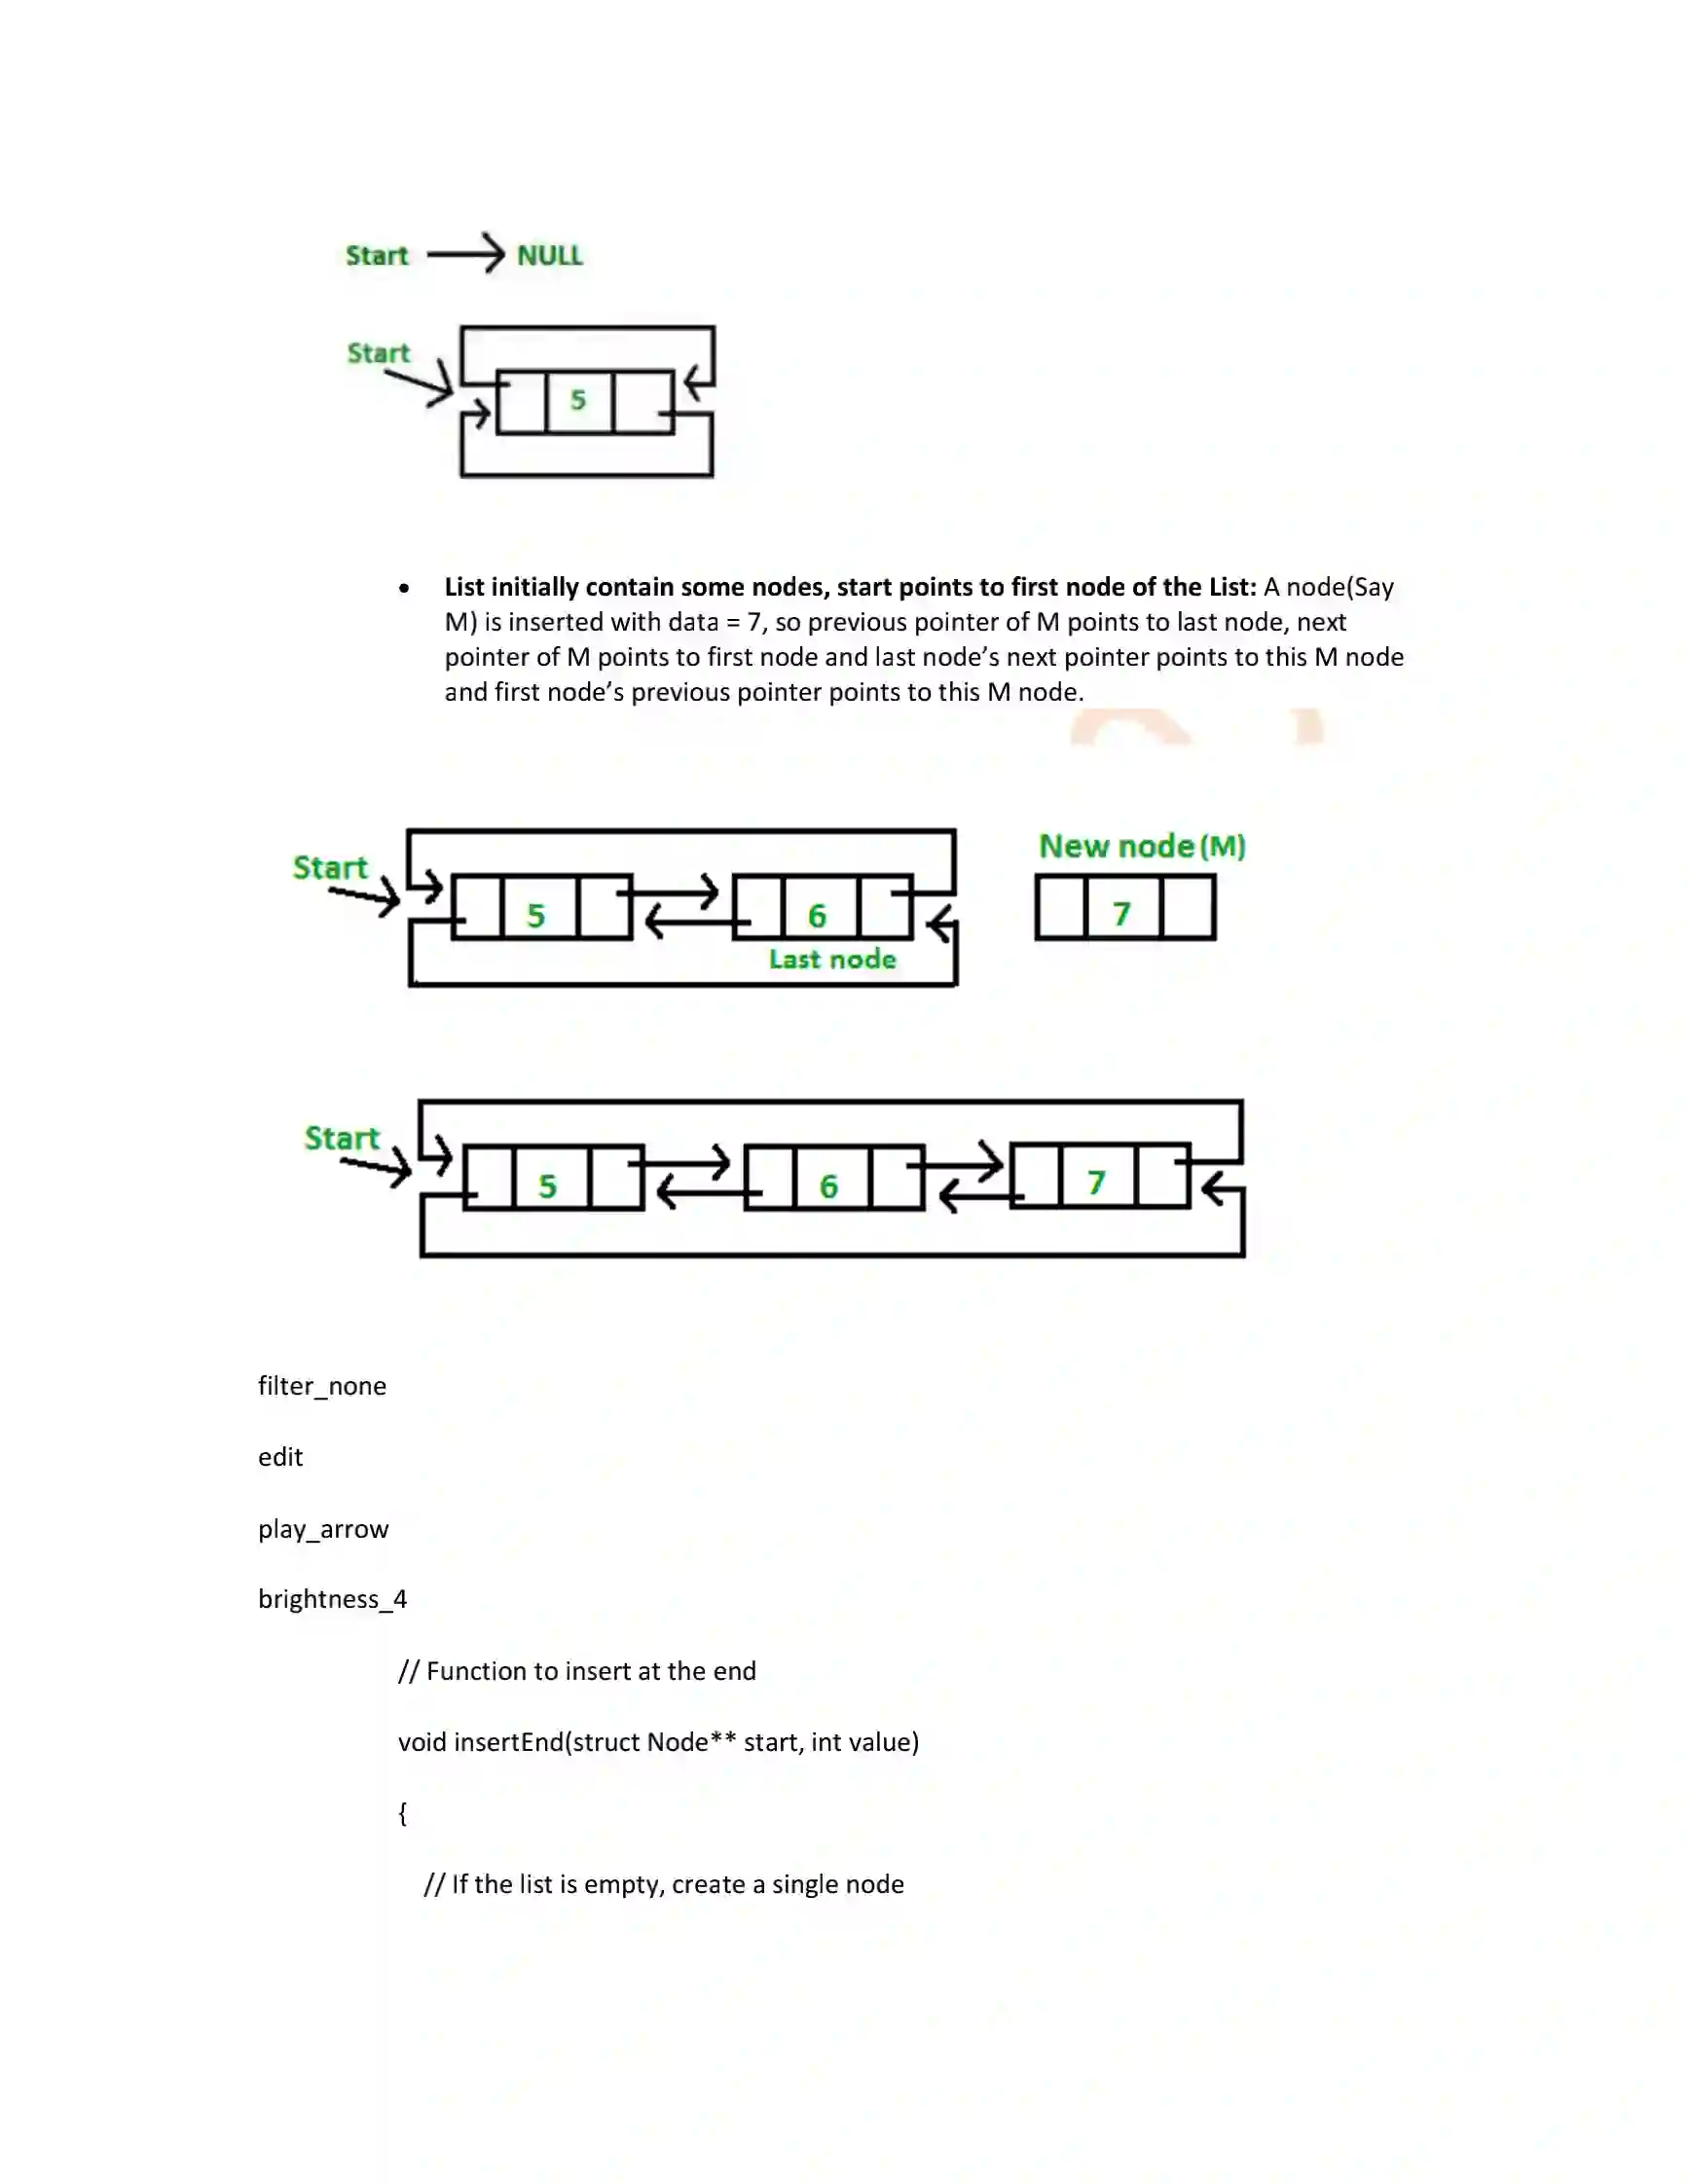 Start NULL
Start
5
• List initially contain some nodes, start points to first node of the List: A node(Say
M) is inserted with data = 7, so previous pointer of M points to last node, next
pointer of M points to first node and last node’s next pointer points to this M node
and first node’s previous pointer points to this M node.
Start
5
6
Last node
New node (M)
7
Start
5
6
7
filter_none
edit
play_arrow
brightness_4
// Function to insert at the end
void insertEnd(struct Node** start, int value)
{
// If the list is empty, create a single node